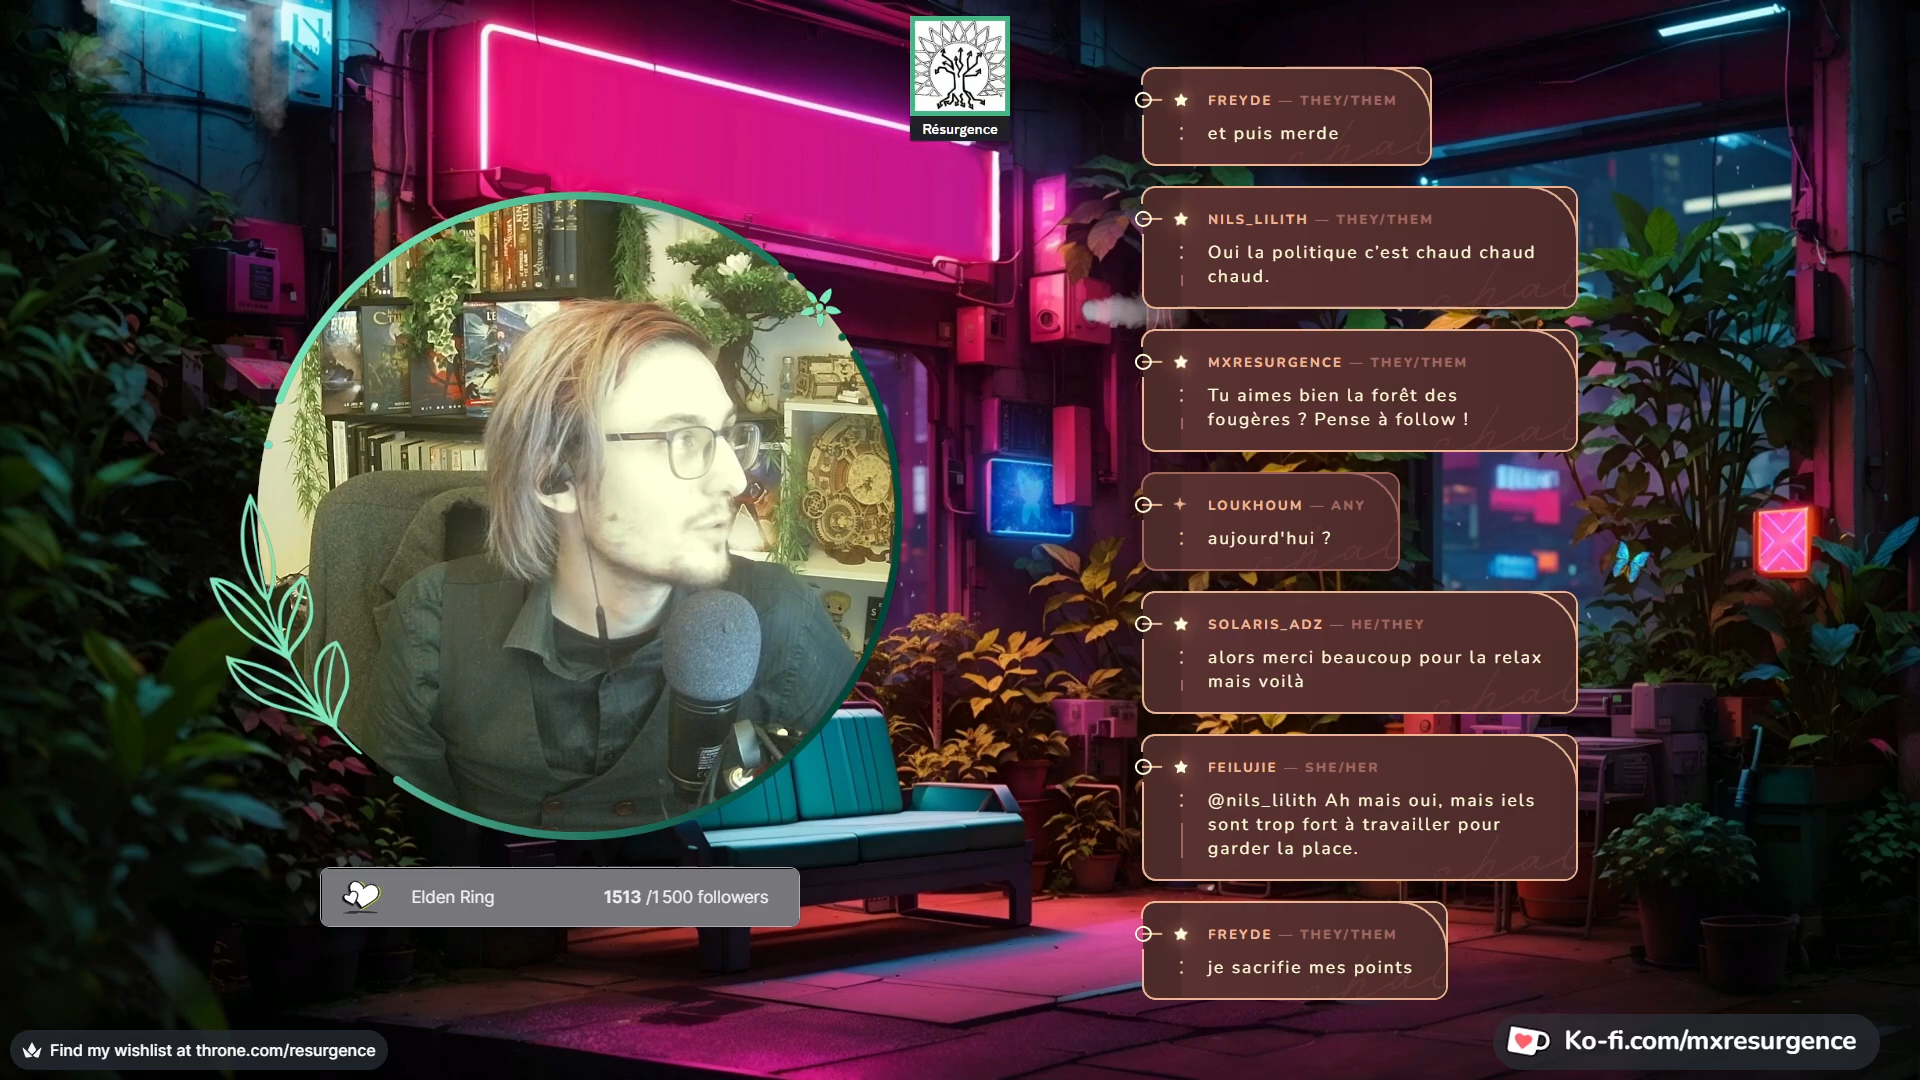 Résurgence
FREYDE — THEY/THEM
et puis merde
NILS_LILITH — THEY/THEM
Oui la politique c'est chaud chaud
chaud.
MXRESURGENCE — THEY/THEM
Tu aimes bien la forêt des
fougères ? Pense à follow !
LOUKHOUM — ANY
aujourd'hui ?
SOLARIS_ADZ — HE/THEY
alors merci beaucoup pour la relax
mais voilà
FEILUJIE — SHE/HER
@nils_lilith Ah mais oui, mais iels
sont trop fort à travailler pour
garder la place.
FREYDE — THEY/THEM
je sacrifie mes points
Elden Ring 1513 /1 500 followers
Find my wishlist at throne.com/resurgence
Ko-fi.com/mxresurgence